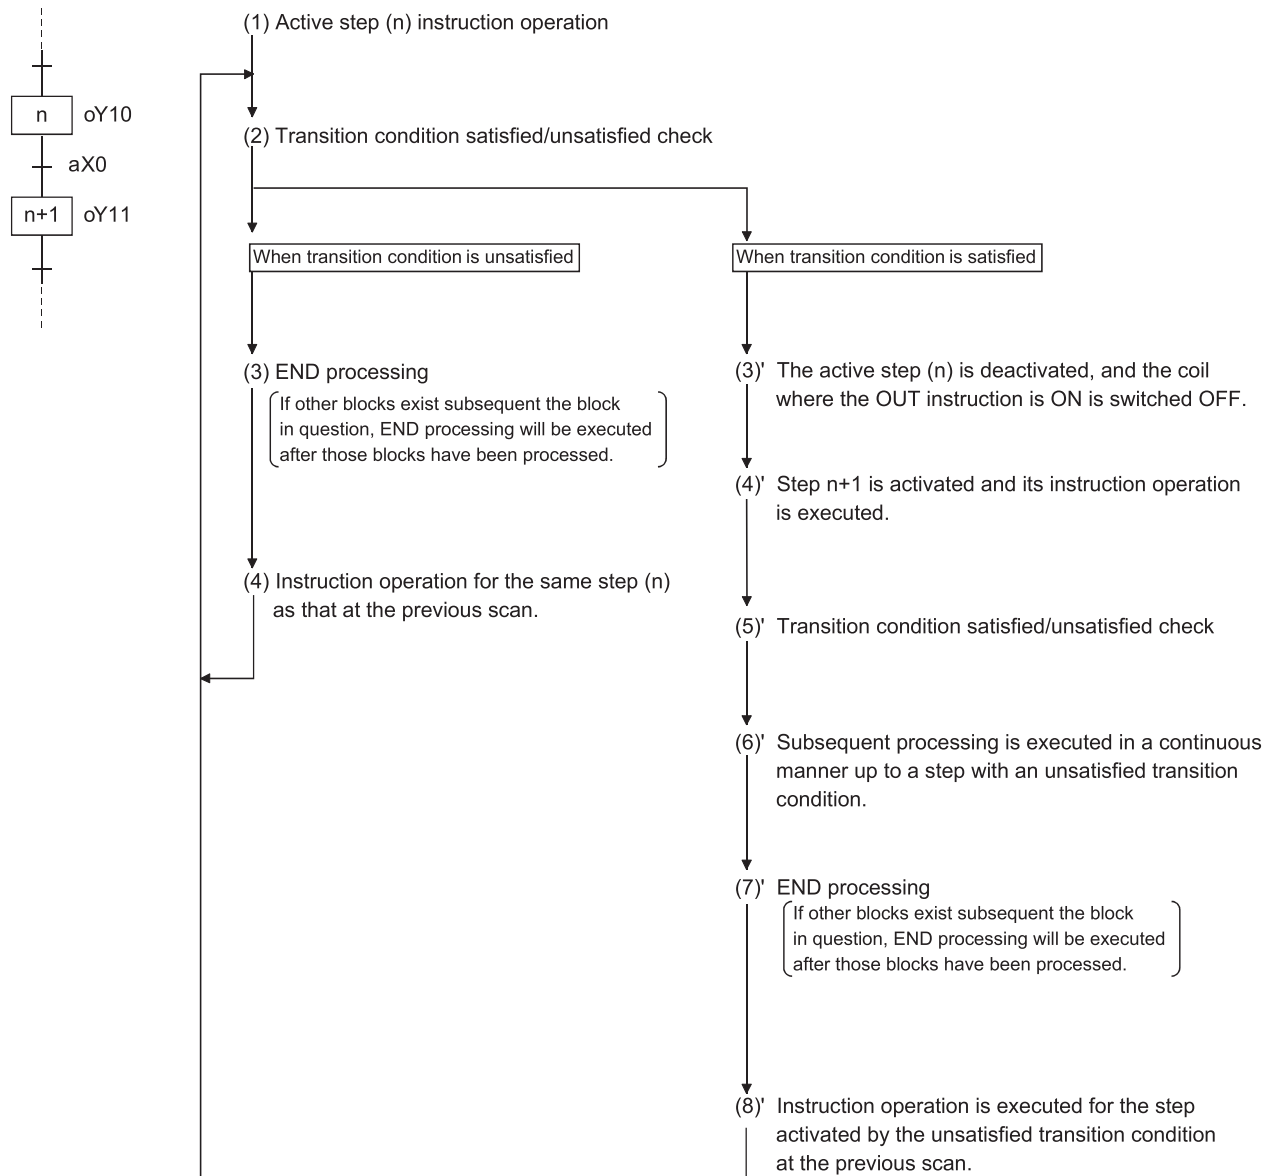 (1) Active step (n) instruction operation
n oY10
aX0
n+1 oY11
(2) Transition condition satisfied/unsatisfied check
When transition condition is unsatisfied
(3) END processing
If other blocks exist subsequent the block
in question, END processing will be executed
after those blocks have been processed.
(4) Instruction operation for the same step (n)
as that at the previous scan.
When transition condition is satisfied
(3)' The active step (n) is deactivated, and the coil
where the OUT instruction is ON is switched OFF.
(4)' Step n+1 is activated and its instruction operation
is executed.
(5)' Transition condition satisfied/unsatisfied check
(6)' Subsequent processing is executed in a continuous
manner up to a step with an unsatisfied transition
condition.
(7)' END processing
If other blocks exist subsequent the block
in question, END processing will be executed
after those blocks have been processed.
(8)' Instruction operation is executed for the step
activated by the unsatisfied transition condition
at the previous scan.